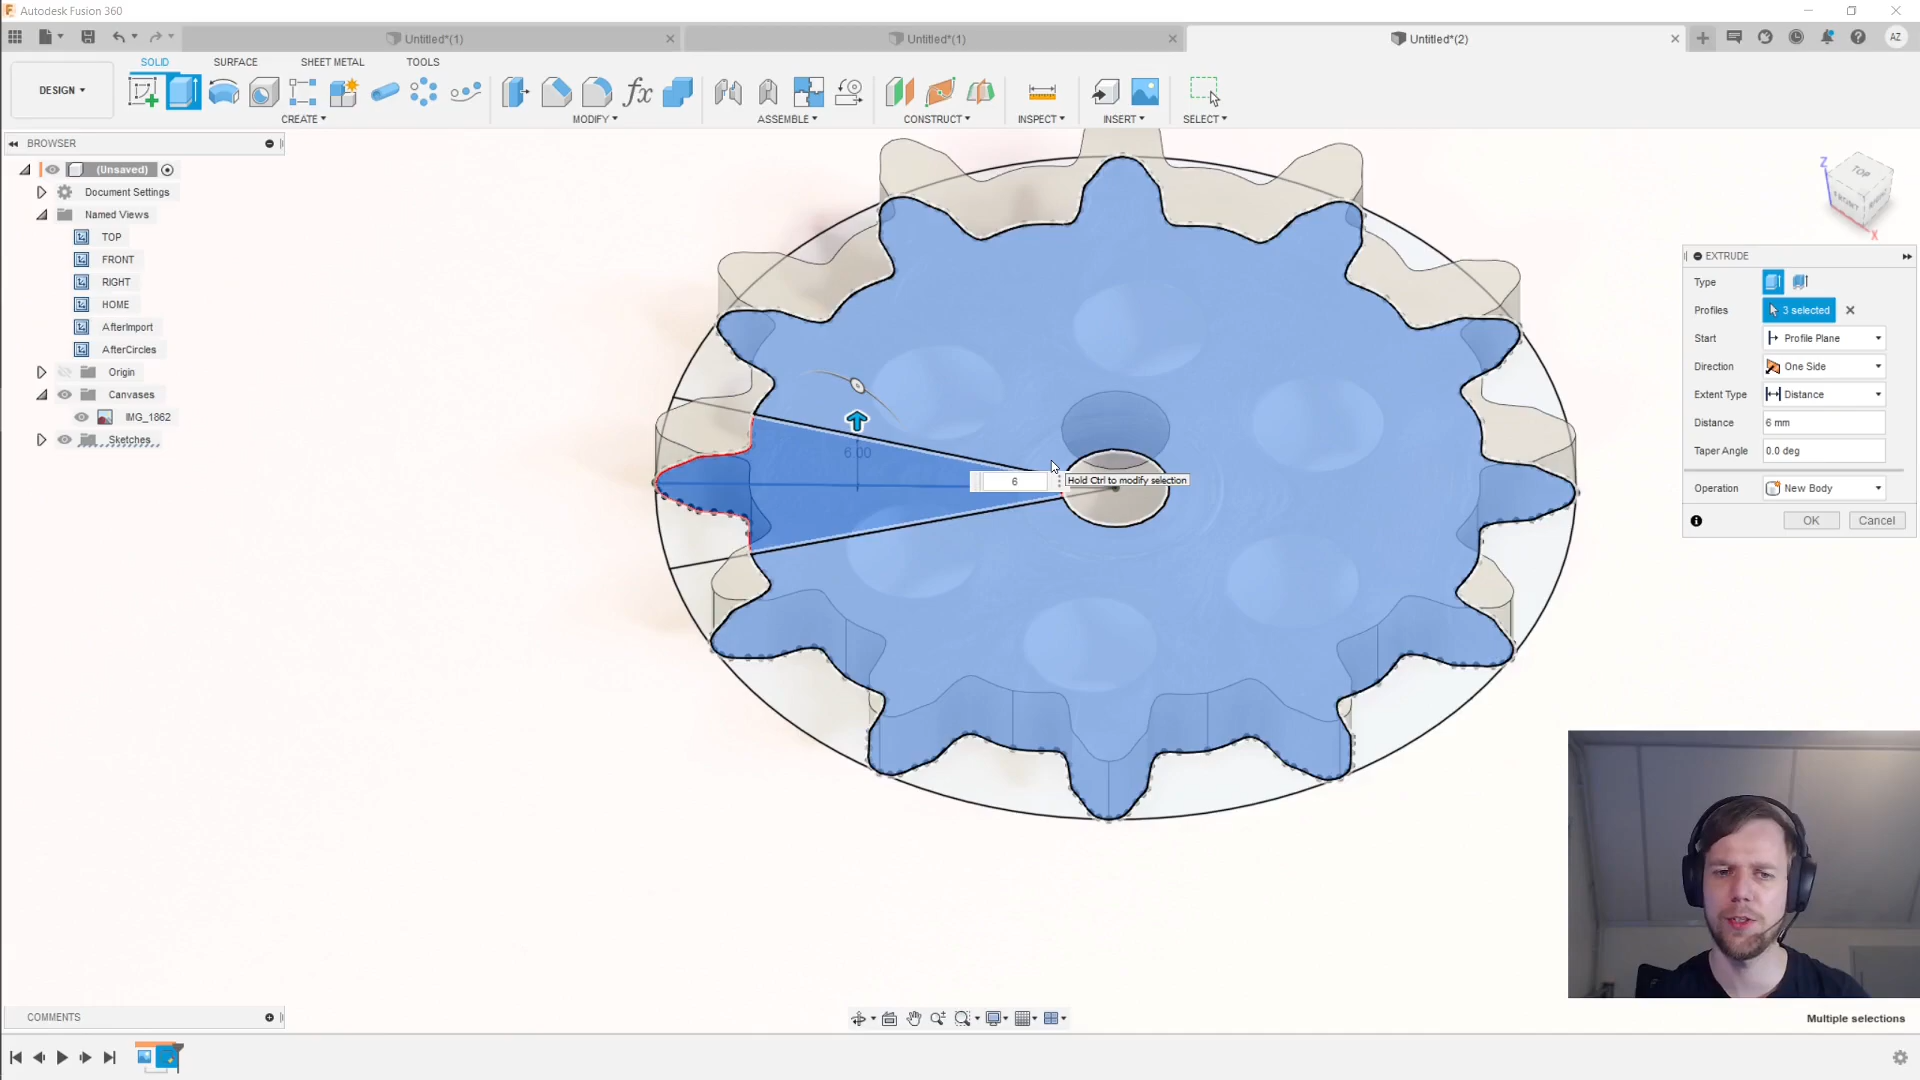 Autodesk Fusion 360
Untitled*(1)
Untitled*(1)
Untitled*(2)
AZ
DESIGN
SOLID
SURFACE
SHEET METAL
TOOLS
CREATE
MODIFY
ASSEMBLE
CONSTRUCT
INSPECT
INSERT
SELECT
BROWSER
(Unsaved)
Document Settings
Named Views
TOP
FRONT
RIGHT
HOME
AfterImport
AfterCircles
Origin
Canvases
IMG_1862
Sketches
6.00
6
Hold Ctrl to modify selection
Z
TOP
FRONT
X
EXTRUDE
Type
Profiles 3 selected
Start Profile Plane
Direction One Side
Extent Type Distance
Distance 6 mm
Taper Angle 0.0 deg
Operation New Body
OK Cancel
COMMENTS
Multiple selections